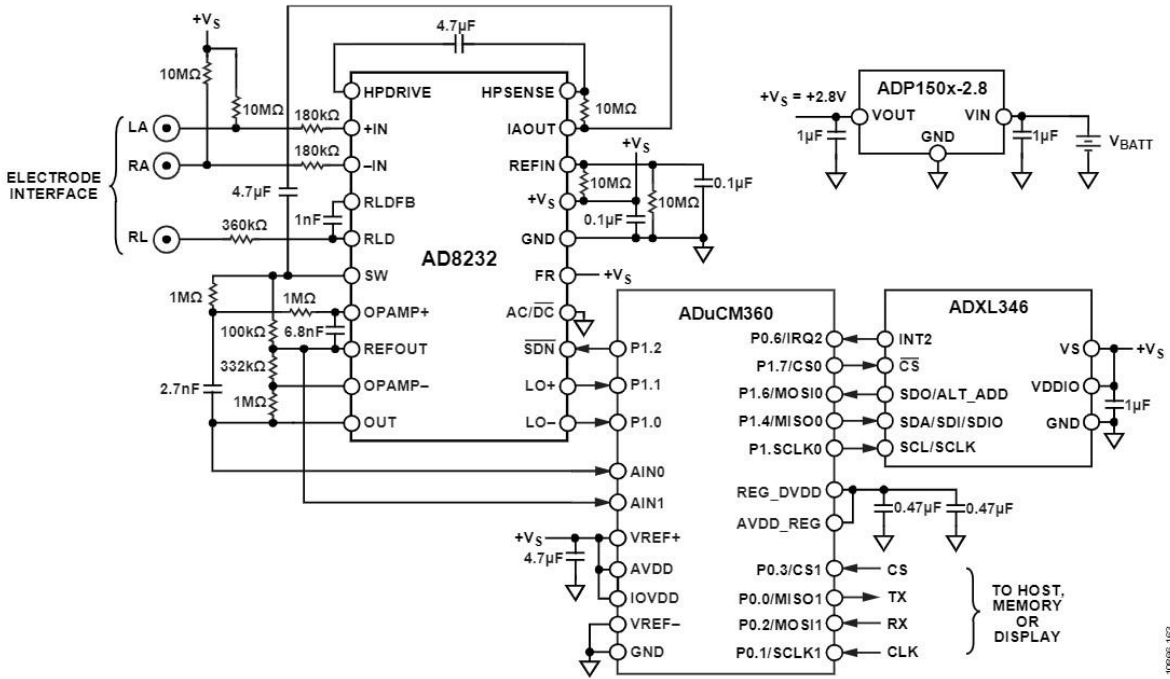 +VS
4.7µF
10MΩ
10MΩ
180kΩ
180kΩ
LA
RA
RL
ELECTRODE
INTERFACE
4.7µF
1nF
360kΩ
1MΩ
1MΩ
100kΩ
6.8nF
332kΩ
2.7nF
1MΩ
HPDRIVE
+IN
–IN
RLDFB
RLD
SW
OPAMP+
REFOUT
OPAMP–
OUT
AD8232
HPSENSE
IAOUT
REFIN
+VS
GND
FR
AC/DC
SDN
LO+
LO–
10MΩ
+VS
10MΩ
0.1µF
10MΩ
0.1µF
+VS
+VS = +2.8V
1µF
ADP150x-2.8
VOUT
VIN
GND
1µF
VBATT
ADuCM360
P1.2
P1.1
P1.0
AIN0
AIN1
VREF+
AVDD
IOVDD
VREF–
GND
+VS
4.7µF
P0.6/IRQ2
P1.7/CS0
P1.6/MOSI0
P1.4/MISO0
P1.SCLK0
REG_DVDD
AVDD_REG
P0.3/CS1
P0.0/MISO1
P0.2/MOSI1
P0.1/SCLK1
ADXL346
INT2
CS
SDO/ALT_ADD
SDA/SDI/SDIO
SCL/SCLK
VS
VDDIO
GND
+VS
1µF
0.47µF
0.47µF
CS
TX
RX
CLK
TO HOST,
MEMORY
OR
DISPLAY
10866-163